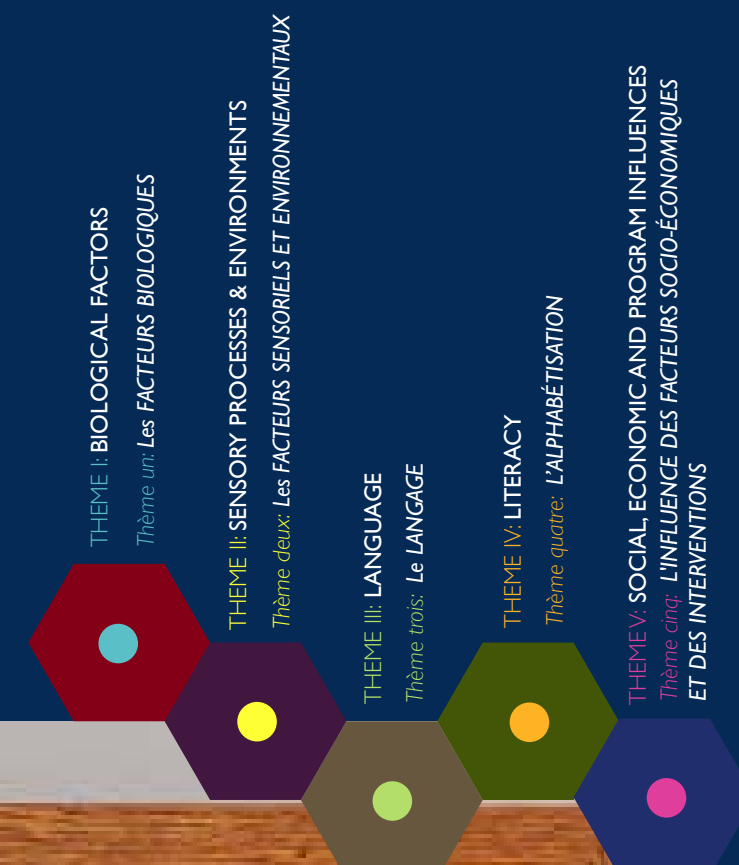 THEME I: BIOLOGICAL FACTORS
Thème un: Les FACTEURS BIOLOGIQUES
THEME II: SENSORY PROCESSES & ENVIRONMENTS
Thème deux: Les FACTEURS SENSORIELS ET ENVIRONNEMENTAUX
THEME III: LANGUAGE
Thème trois: Le LANGAGE
THEME IV: LITERACY
Thème quatre: L'ALPHABÉTISATION
THEME V: SOCIAL, ECONOMIC AND PROGRAM INFLUENCES
Thème cinq: L'INFLUENCE DES FACTEURS SOCIO-ÉCONOMIQUES
ET DES INTERVENTIONS